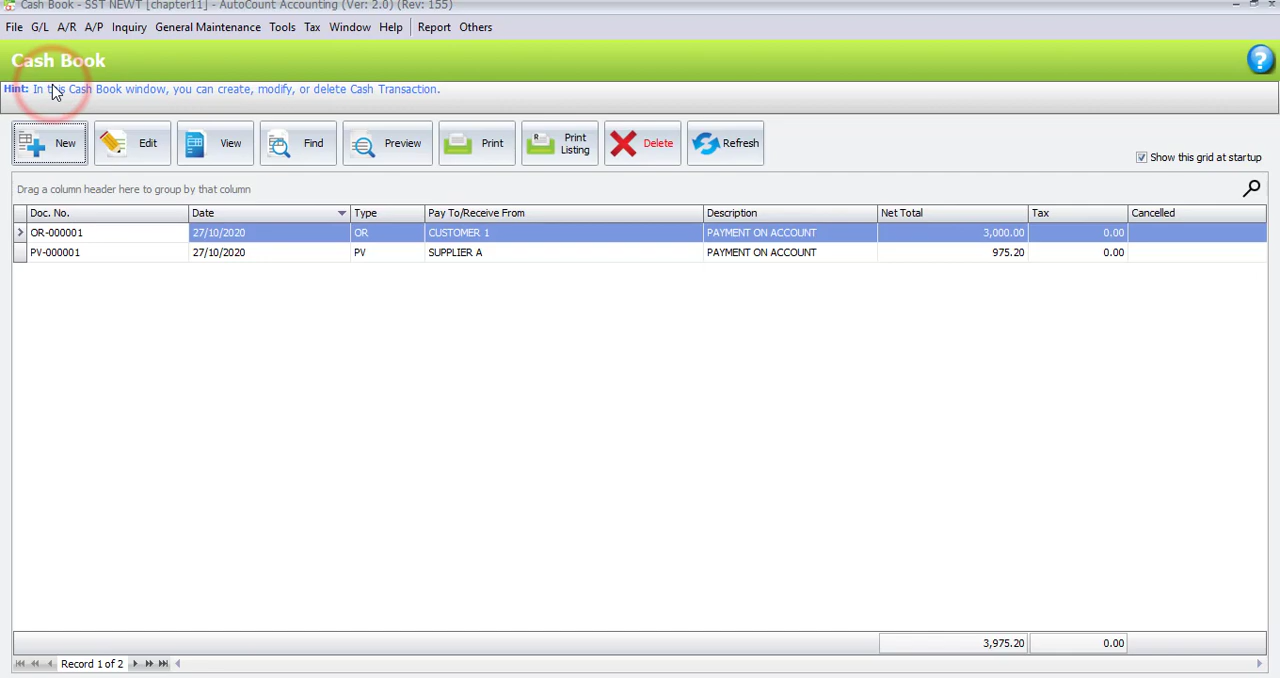 Cash Book - SST NEWT [chapter11] - AutoCount Accounting (Ver: 2.0) (Rev: 155)
File G/L A/R A/P Inquiry General Maintenance Tools Tax Window Help Report Others
Cash Book
?
Hint: In this Cash Book window, you can create, modify, or delete Cash Transaction.
New Edit View Find Preview Print Print Listing Delete Refresh
Show this grid at startup
Drag a column header here to group by that column
Doc. No. Date Type Pay To/Receive From Description Net Total Tax Cancelled
OR-000001 27/10/2020 OR CUSTOMER 1 PAYMENT ON ACCOUNT 3,000.00 0.00
PV-000001 27/10/2020 PV SUPPLIER A PAYMENT ON ACCOUNT 975.20 0.00
3,975.20 0.00
Record 1 of 2